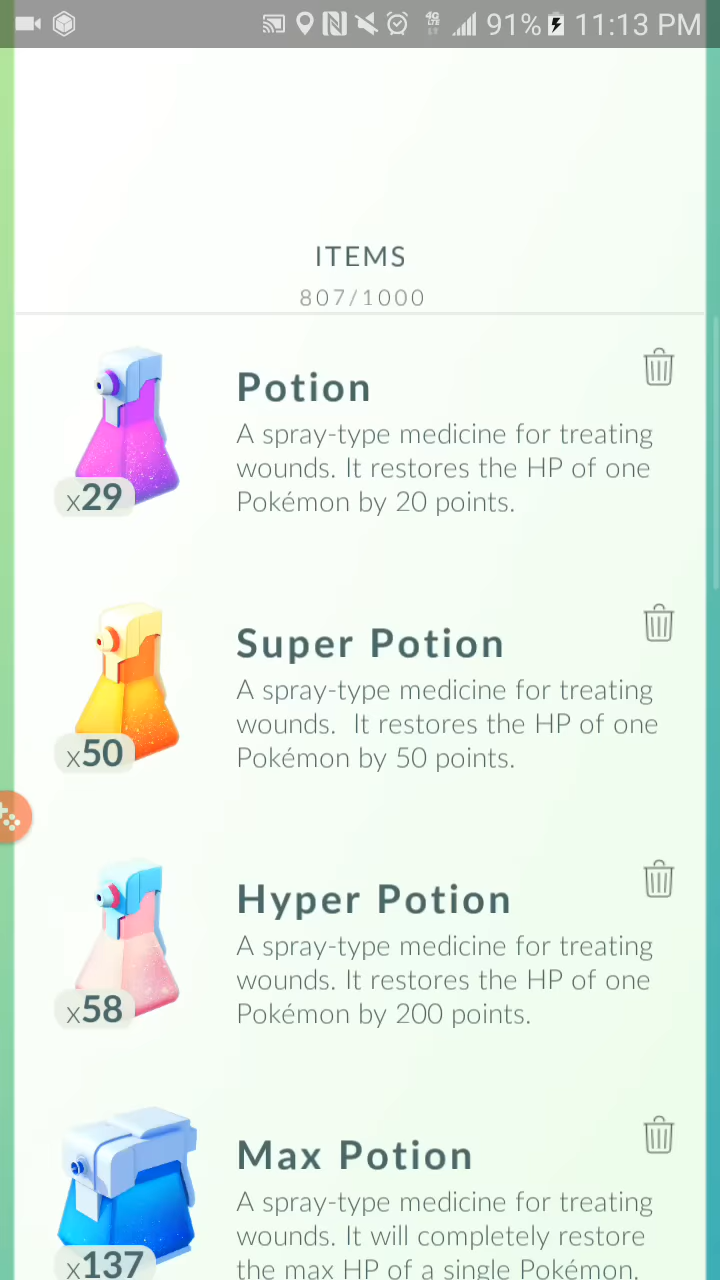 91% 11:13 PM
ITEMS
807/1000
Potion
A spray-type medicine for treating
wounds. It restores the HP of one
Pokémon by 20 points.
x29
Super Potion
A spray-type medicine for treating
wounds.  It restores the HP of one
Pokémon by 50 points.
x50
Hyper Potion
A spray-type medicine for treating
wounds. It restores the HP of one
Pokémon by 200 points.
x58
Max Potion
A spray-type medicine for treating
wounds. It will completely restore
the max HP of a single Pokémon.
x137